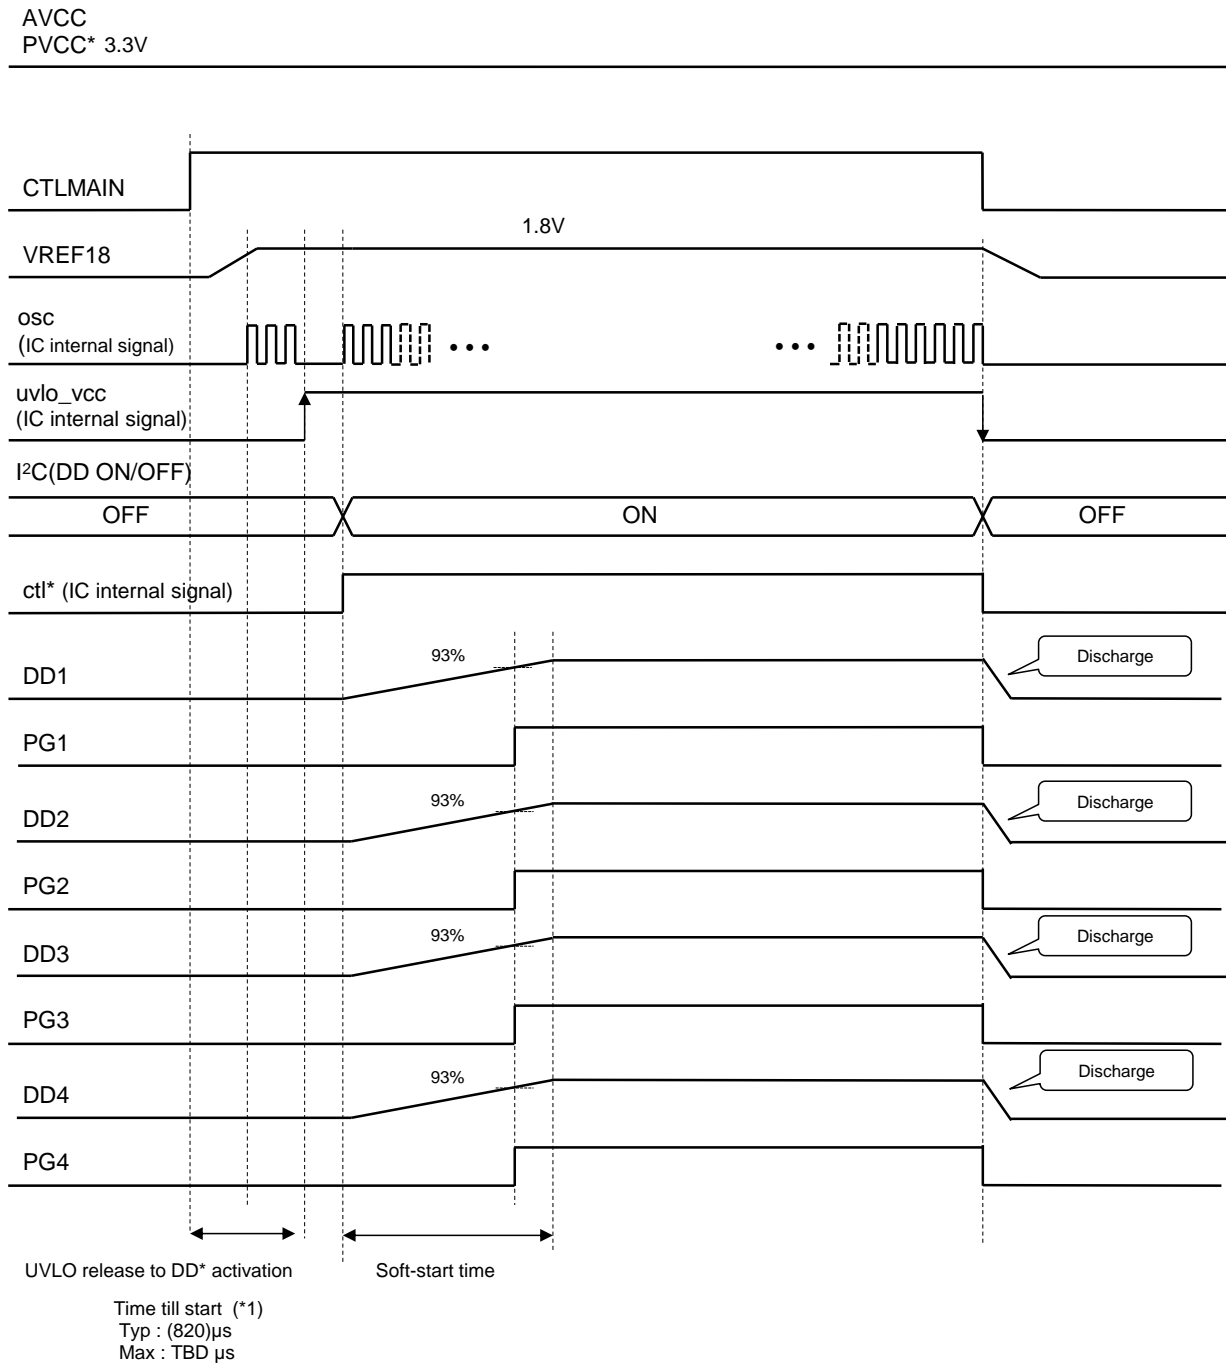 AVCC
PVCC* 3.3V
CTLMAIN
1.8V
VREF18
osc
(IC internal signal)
uvlo_vcc
(IC internal signal)
I²C(DD ON/OFF)
OFF ON OFF
ctl* (IC internal signal)
93% Discharge
DD1
PG1
93% Discharge
DD2
PG2
93% Discharge
DD3
PG3
93% Discharge
DD4
PG4
UVLO release to DD* activation Soft-start time
Time till start (*1)
Typ : (820)µs
Max : TBD µs